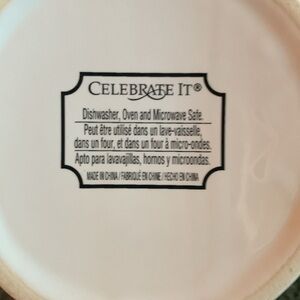 CELEBRATE IT®
Dishwasher, Oven and Microwave Safe.
Peut être utilisé dans un lave-vaisselle,
dans un four, et dans un four à micro-ondes.
Apto para lavavajillas, hornos y microondas.
MADE IN CHINA / FABRIQUÉ EN CHINE / HECHO EN CHINA